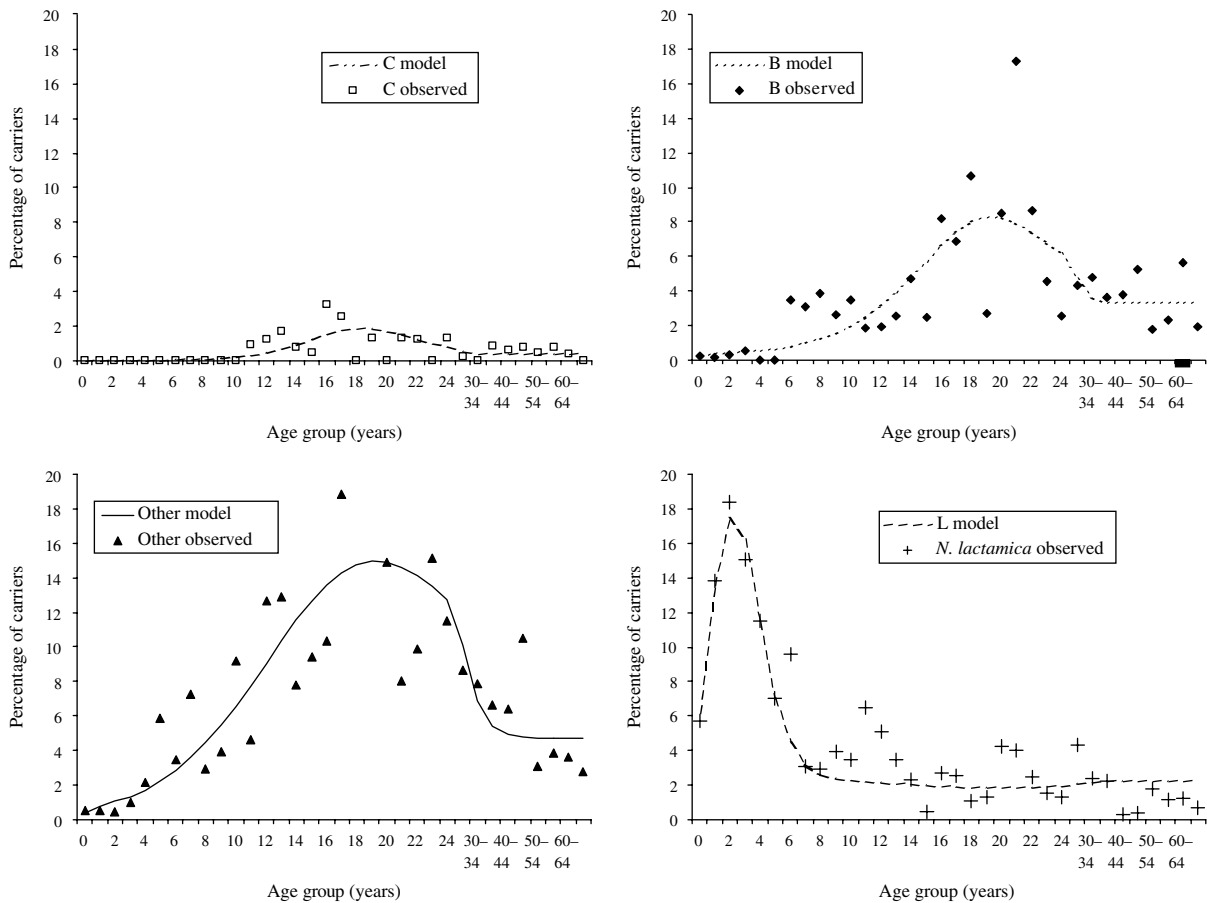 20
18
16
14
12
10
8
6
4
2
0
Percentage of carriers
C model
C observed
0 2 4 6 8 10 12 14 16 18 20 22 24 30– 40– 50– 60–
34 44 54 64
Age group (years)
20
18
16
14
12
10
8
6
4
2
0
Percentage of carriers
B model
B observed
0 2 4 6 8 10 12 14 16 18 20 22 24 30– 40– 50– 60–
34 44 54 64
Age group (years)
20
18
16
14
12
10
8
6
4
2
0
Percentage of carriers
Other model
Other observed
0 2 4 6 8 10 12 14 16 18 20 22 24 30– 40– 50– 60–
34 44 54 64
Age group (years)
20
18
16
14
12
10
8
6
4
2
0
Percentage of carriers
L model
N. lactamica observed
0 2 4 6 8 10 12 14 16 18 20 22 24 30– 40– 50– 60–
34 44 54 64
Age group (years)